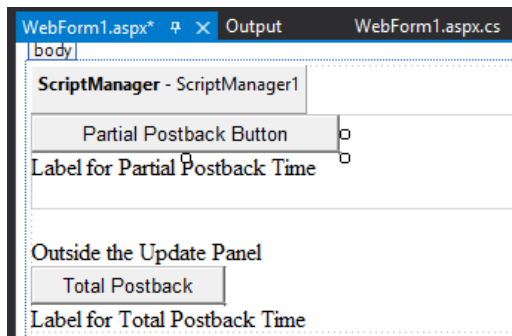 WebForm1.aspx* Output WebForm1.aspx.cs
body
ScriptManager - ScriptManager1
Partial Postback Button
Label for Partial Postback Time
Outside the Update Panel
Total Postback
Label for Total Postback Time